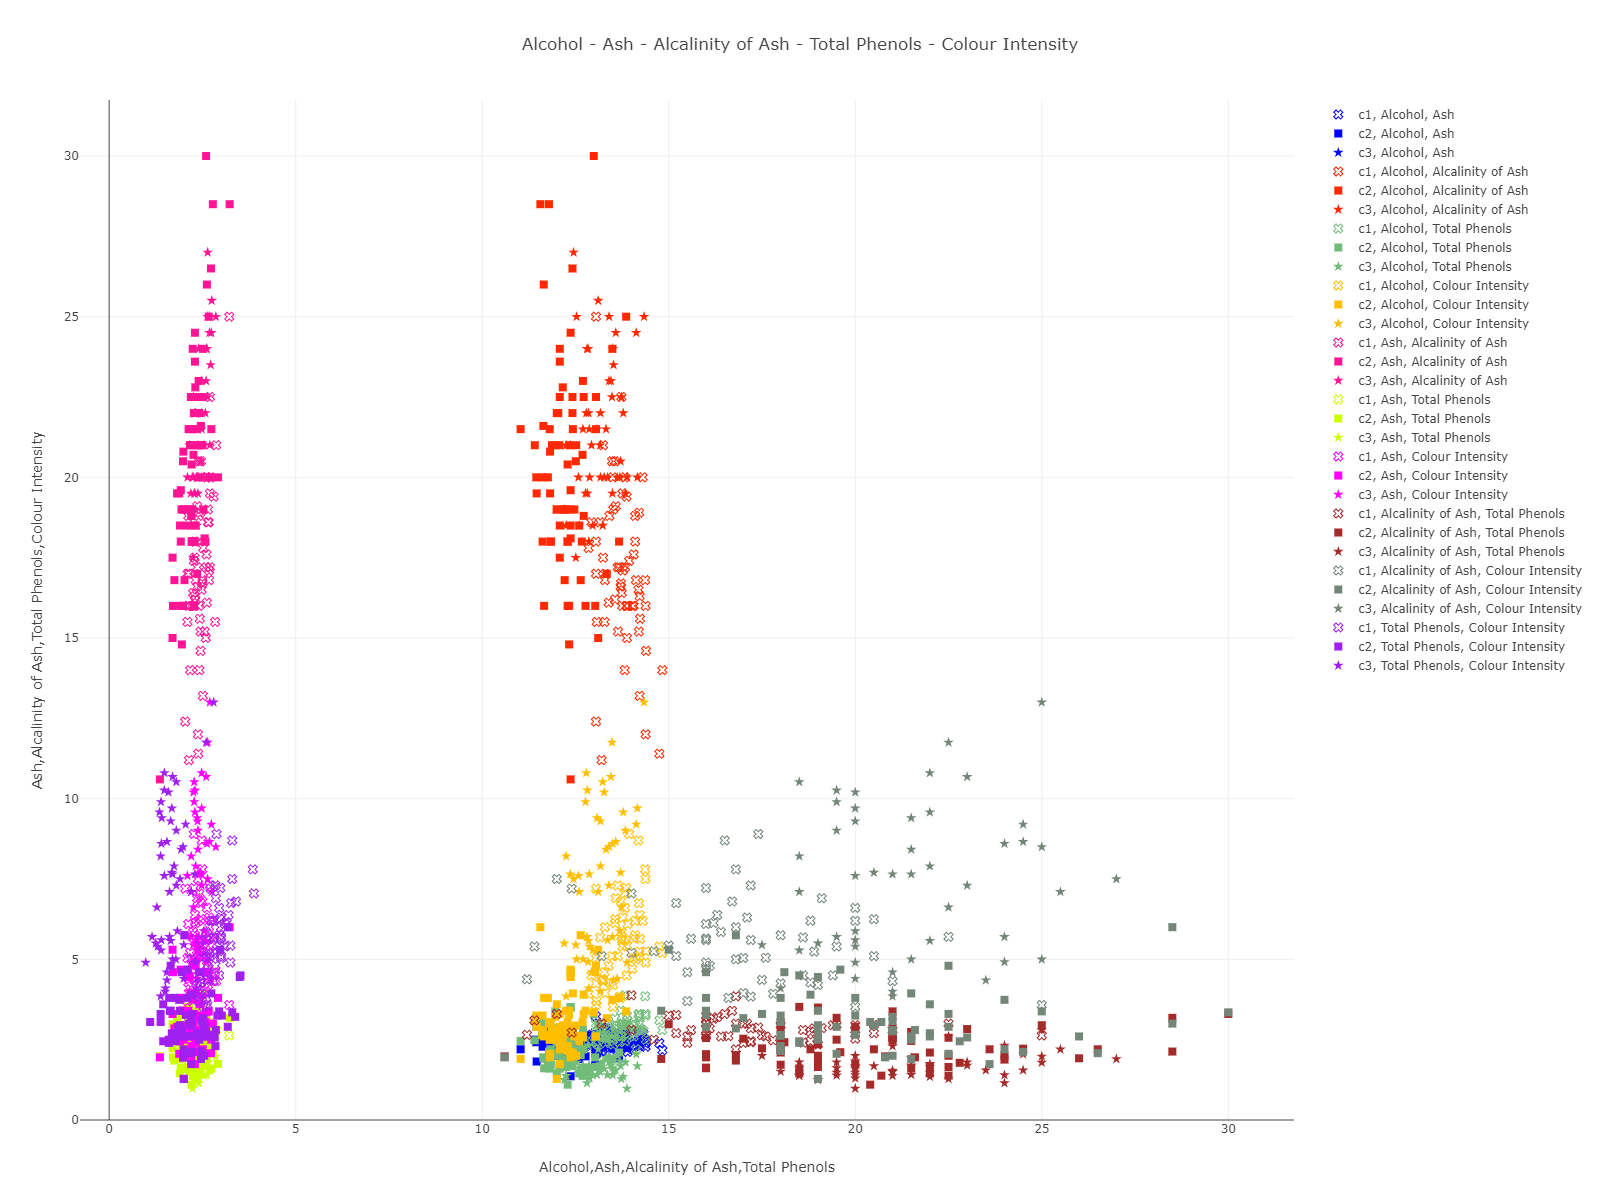 Alcohol - Ash - Alcalinity of Ash - Total Phenols - Colour Intensity
Ash,Alcalinity of Ash,Total Phenols,Colour Intensity
30
25
20
15
10
5
0
0 5 10 15 20 25 30
Alcohol,Ash,Alcalinity of Ash,Total Phenols
c1, Alcohol, Ash
c2, Alcohol, Ash
c3, Alcohol, Ash
c1, Alcohol, Alcalinity of Ash
c2, Alcohol, Alcalinity of Ash
c3, Alcohol, Alcalinity of Ash
c1, Alcohol, Total Phenols
c2, Alcohol, Total Phenols
c3, Alcohol, Total Phenols
c1, Alcohol, Colour Intensity
c2, Alcohol, Colour Intensity
c3, Alcohol, Colour Intensity
c1, Ash, Alcalinity of Ash
c2, Ash, Alcalinity of Ash
c3, Ash, Alcalinity of Ash
c1, Ash, Total Phenols
c2, Ash, Total Phenols
c3, Ash, Total Phenols
c1, Ash, Colour Intensity
c2, Ash, Colour Intensity
c3, Ash, Colour Intensity
c1, Alcalinity of Ash, Total Phenols
c2, Alcalinity of Ash, Total Phenols
c3, Alcalinity of Ash, Total Phenols
c1, Alcalinity of Ash, Colour Intensity
c2, Alcalinity of Ash, Colour Intensity
c3, Alcalinity of Ash, Colour Intensity
c1, Total Phenols, Colour Intensity
c2, Total Phenols, Colour Intensity
c3, Total Phenols, Colour Intensity